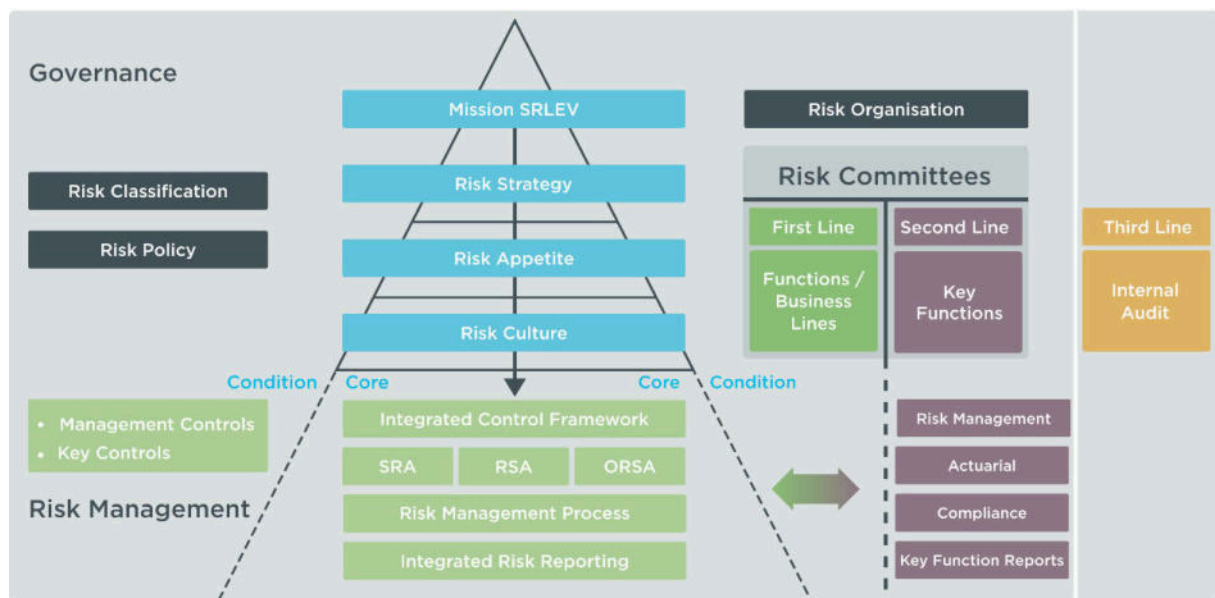 Governance
Mission SRLEV
Risk Organisation
Risk Classification
Risk Strategy
Risk Committees
Risk Policy
First Line
Second Line
Third Line
Risk Appetite
Functions /
Business
Lines
Key
Functions
Internal
Audit
Risk Culture
Condition
Core
Core
Condition
• Management Controls
• Key Controls
Integrated Control Framework
Risk Management
SRA
RSA
ORSA
Actuarial
Risk Management
Risk Management Process
Compliance
Integrated Risk Reporting
Key Function Reports